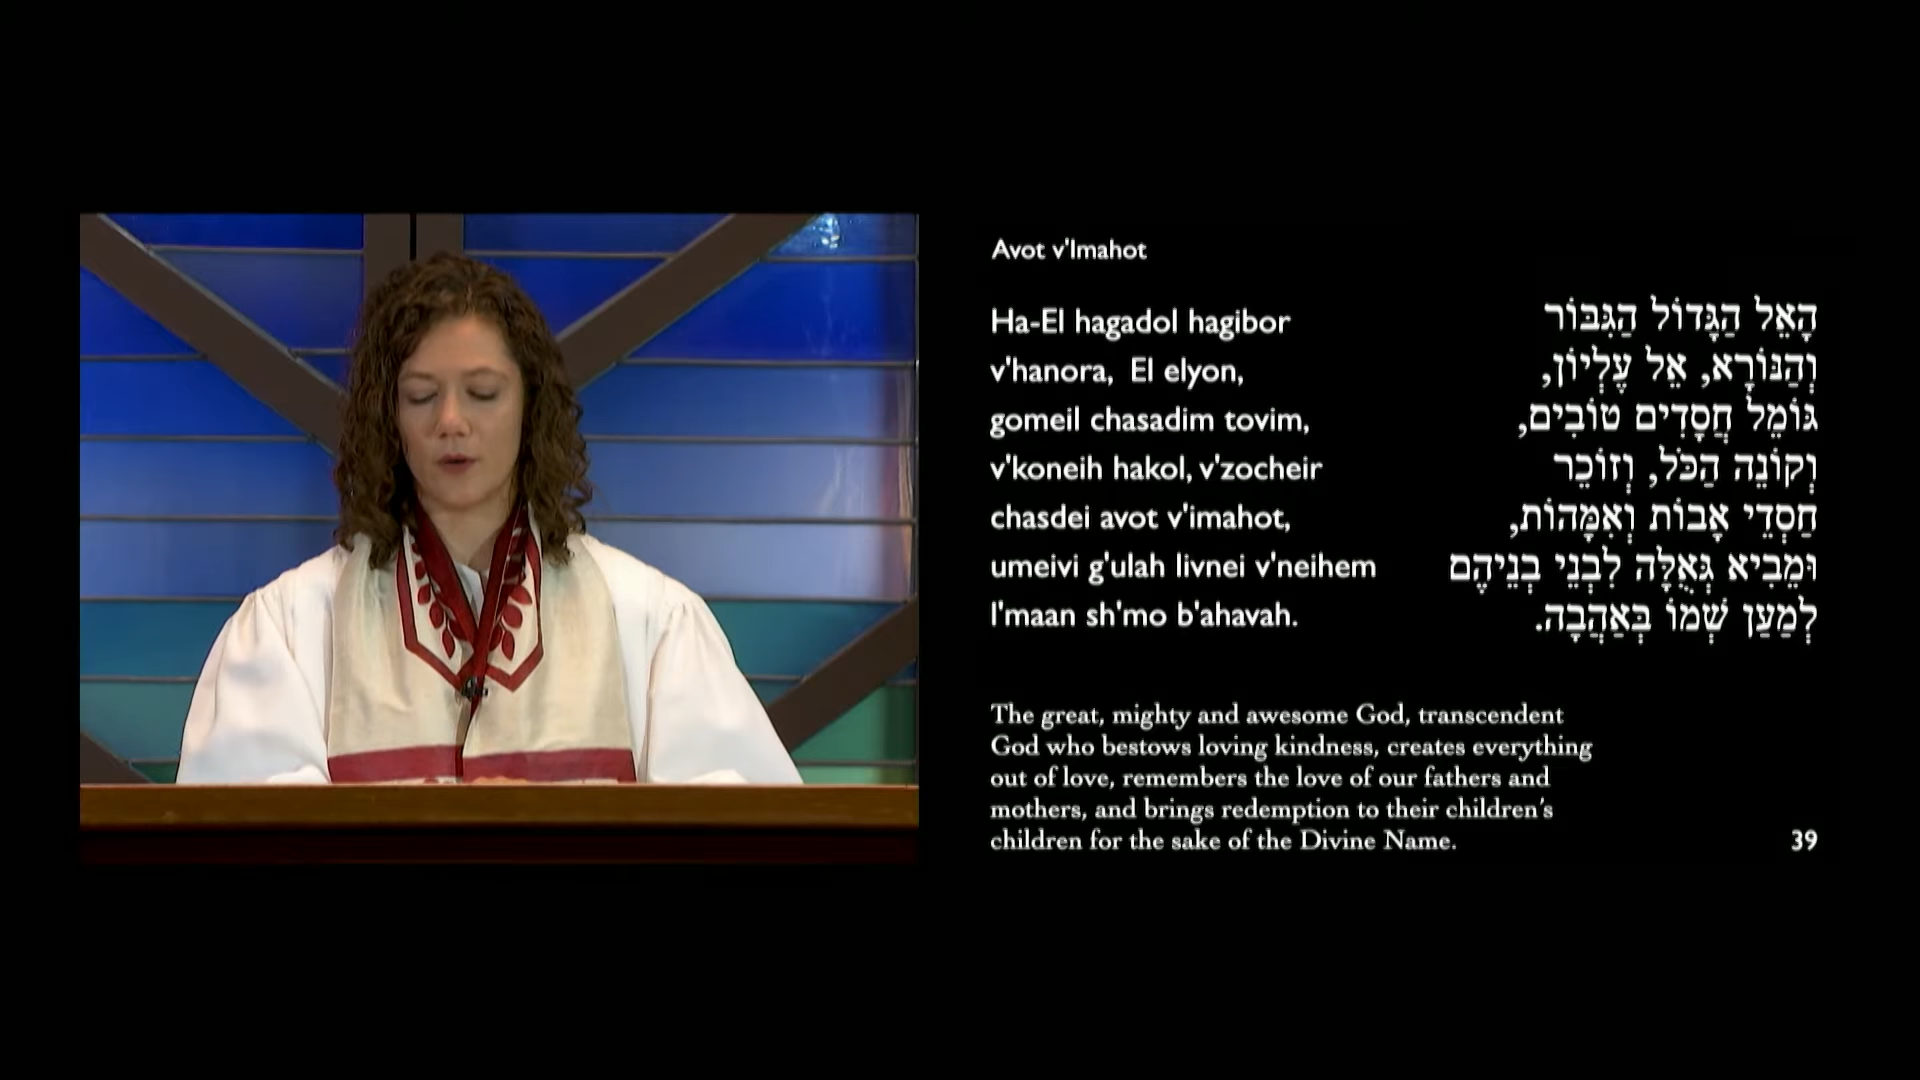 Avot v'Imahot
Ha-El hagadol hagibor
v'hanora, El elyon,
gomeil chasadim tovim,
v'koneih hakol, v'zocheir
chasdei avot v'imahot,
umeivi g'ulah livnei v'neihem
l'maan sh'mo b'ahavah.
הָאֵל הַגָּדוֹל הַגִּבּוֹר
וְהַנּוֹרָא, אֵל עֶלְיוֹן,
גּוֹמֵל חֲסָדִים טוֹבִים,
וְקוֹנֵה הַכֹּל, וְזוֹכֵר
חַסְדֵי אָבוֹת וְאִמָּהוֹת,
וּמֵבִיא גְּאֻלָּה לִבְנֵי בְנֵיהֶם
לְמַעַן שְׁמוֹ בְּאַהֲבָה.
The great, mighty and awesome God, transcendent
God who bestows loving kindness, creates everything
out of love, remembers the love of our fathers and
mothers, and brings redemption to their children's
children for the sake of the Divine Name.
39